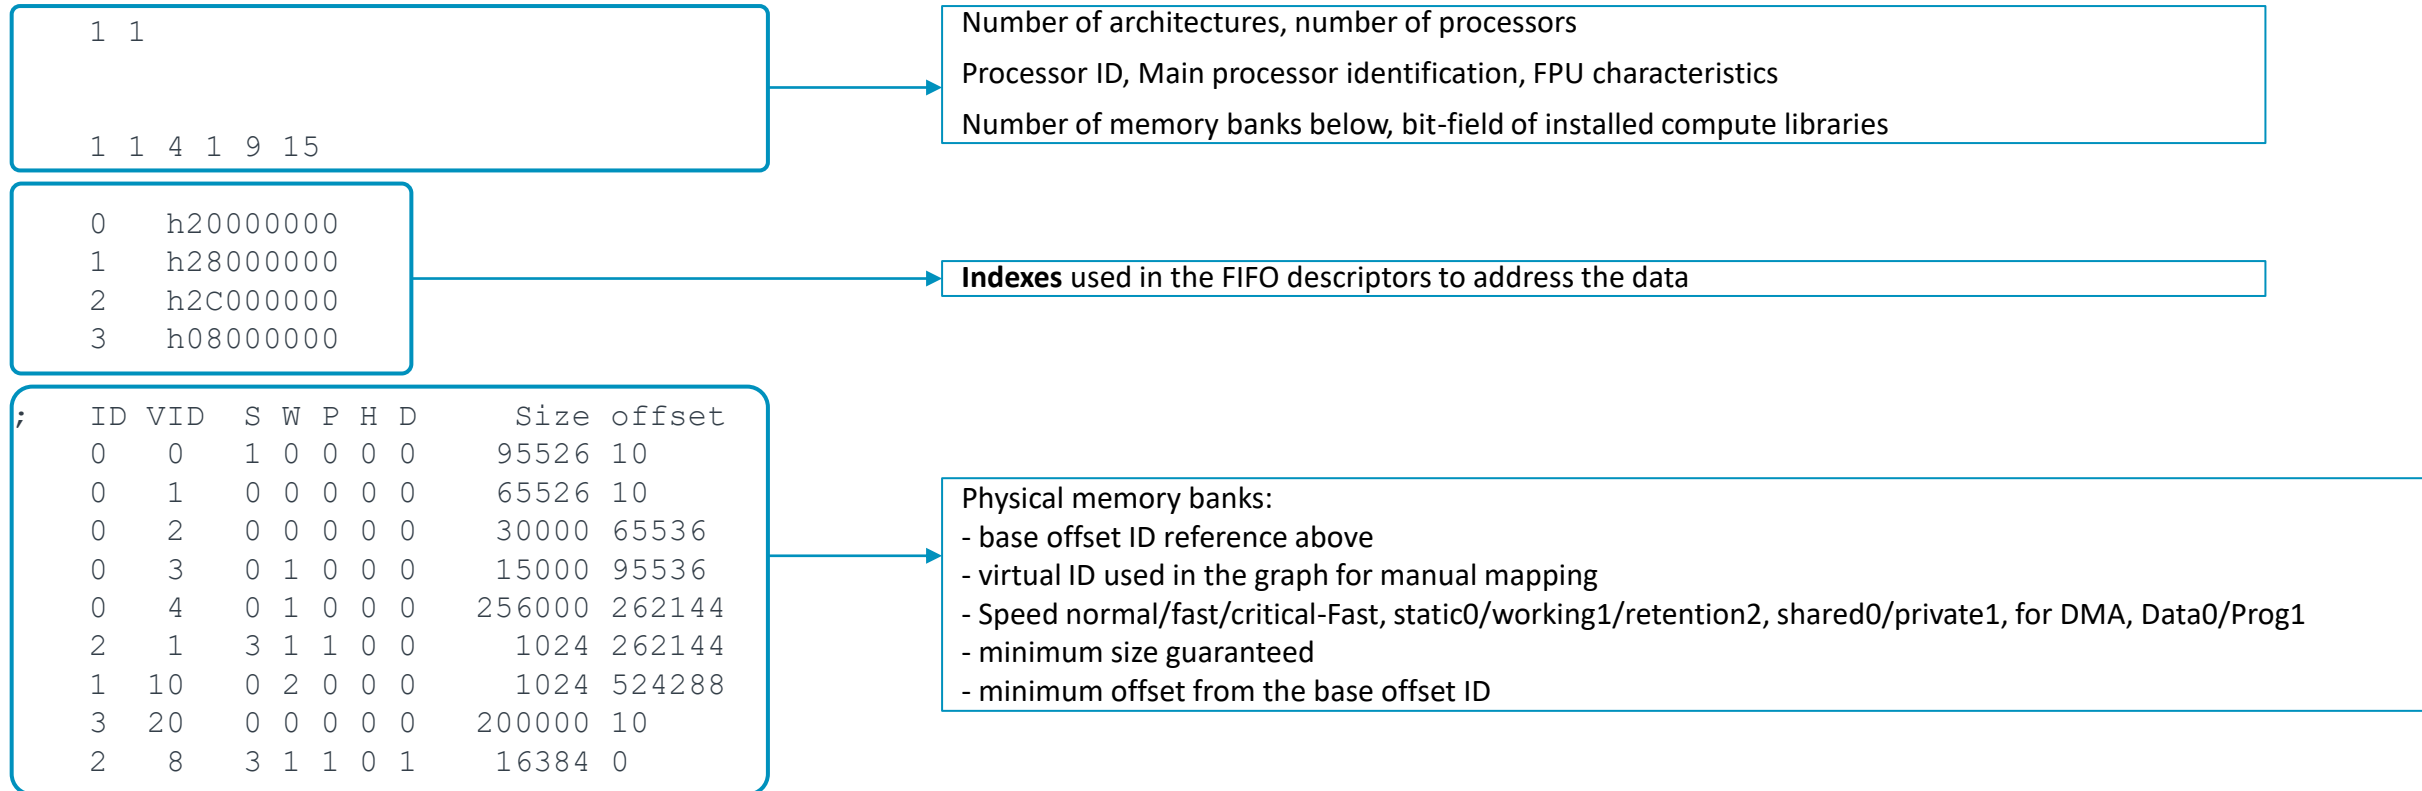 1 1
1 1 4 1 9 15
Number of architectures, number of processors
Processor ID, Main processor identification, FPU characteristics
Number of memory banks below, bit-field of installed compute libraries
0 h20000000
1 h28000000
2 h2C000000
3 h08000000
Indexes used in the FIFO descriptors to address the data
; ID VID S W P H D Size offset
0 0 1 0 0 0 0 95526 10
0 1 0 0 0 0 0 65526 10
0 2 0 0 0 0 0 30000 65536
0 3 0 1 0 0 0 15000 95536
0 4 0 1 0 0 0 256000 262144
2 1 3 1 1 0 0 1024 262144
1 10 0 2 0 0 0 1024 524288
3 20 0 0 0 0 0 200000 10
2 8 3 1 1 0 1 16384 0
Physical memory banks:
- base offset ID reference above
- virtual ID used in the graph for manual mapping
- Speed normal/fast/critical-Fast, static0/working1/retention2, shared0/private1, for DMA, Data0/Prog1
- minimum size guaranteed
- minimum offset from the base offset ID